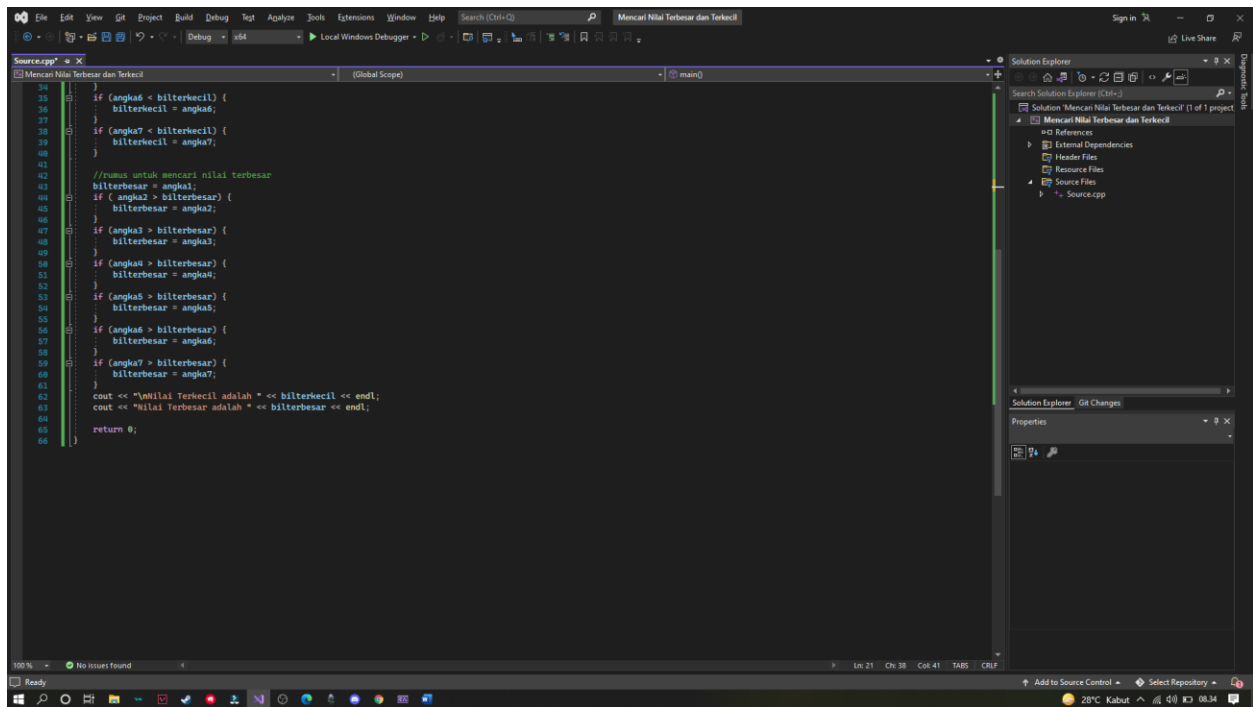 File Edit View Git Project Build Debug Test Analyze Tools Extensions Window Help Search (Ctrl+Q) Mencari Nilai Terbesar dan Terkecil Sign in
Debug x64 Local Windows Debugger Live Share
Source.cpp* Solution Explorer
Mencari Nilai Terbesar dan Terkecil (Global Scope) main()
Diagnostic Tools
Search Solution Explorer (Ctrl+;)
Solution 'Mencari Nilai Terbesar dan Terkecil' (1 of 1 project
Mencari Nilai Terbesar dan Terkecil
References
External Dependencies
Header Files
Resource Files
Source Files
Source.cpp
34 }
35 if (angka6 < bilterkecil) {
36 bilterkecil = angka6;
37 }
38 if (angka7 < bilterkecil) {
39 bilterkecil = angka7;
40 }
41
42 //rumus untuk mencari nilai terbesar
43 bilterbesar = angka1;
44 if ( angka2 > bilterbesar) {
45 bilterbesar = angka2;
46 }
47 if (angka3 > bilterbesar) {
48 bilterbesar = angka3;
49 }
50 if (angka4 > bilterbesar) {
51 bilterbesar = angka4;
52 }
53 if (angka5 > bilterbesar) {
54 bilterbesar = angka5;
55 }
56 if (angka6 > bilterbesar) {
57 bilterbesar = angka6;
58 }
59 if (angka7 > bilterbesar) {
60 bilterbesar = angka7;
61 }
62 cout << "\nNilai Terkecil adalah " << bilterkecil << endl;
63 cout << "Nilai Terbesar adalah " << bilterbesar << endl;
64
65 return 0;
66 }
Solution Explorer Git Changes
Properties
100 % No issues found Ln: 21 Ch: 38 Col: 41 TABS CRLF
Ready Add to Source Control Select Repository
28°C Kabut 08.34